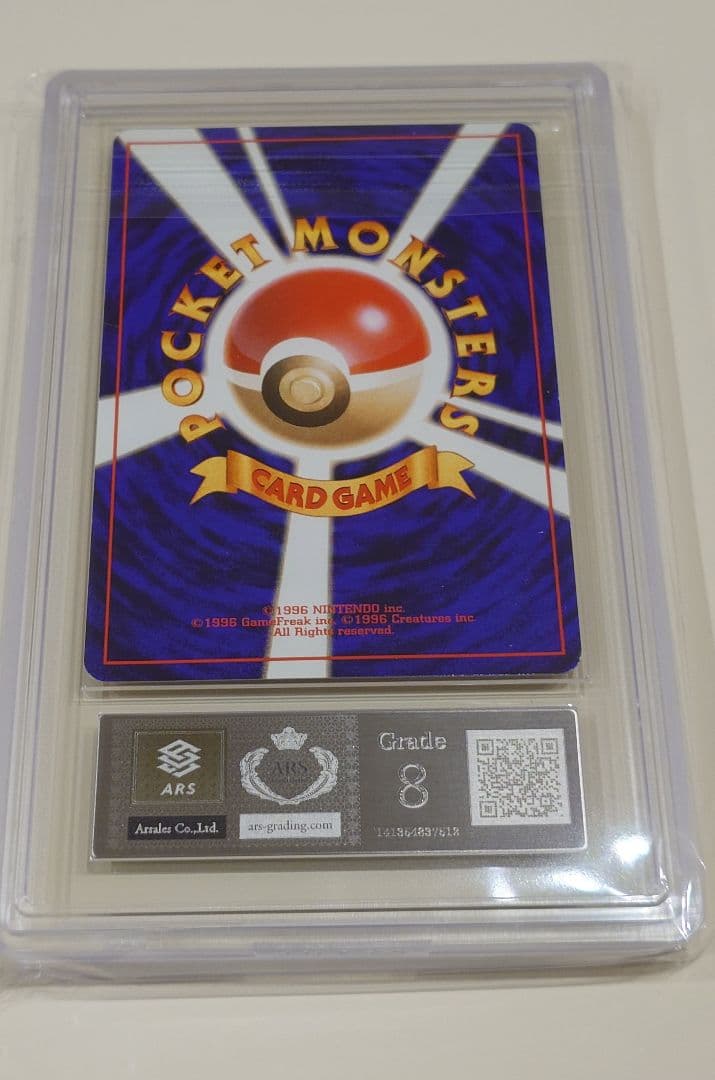 POCKET MONSTERS
CARD GAME
©1996 NINTENDO inc.
©1996 GameFreak inc. ©1996 Creatures inc.
All Rights reserved.
ARS
Arsales Co.,Ltd.
ARS
ars-grading.com
Grade
8